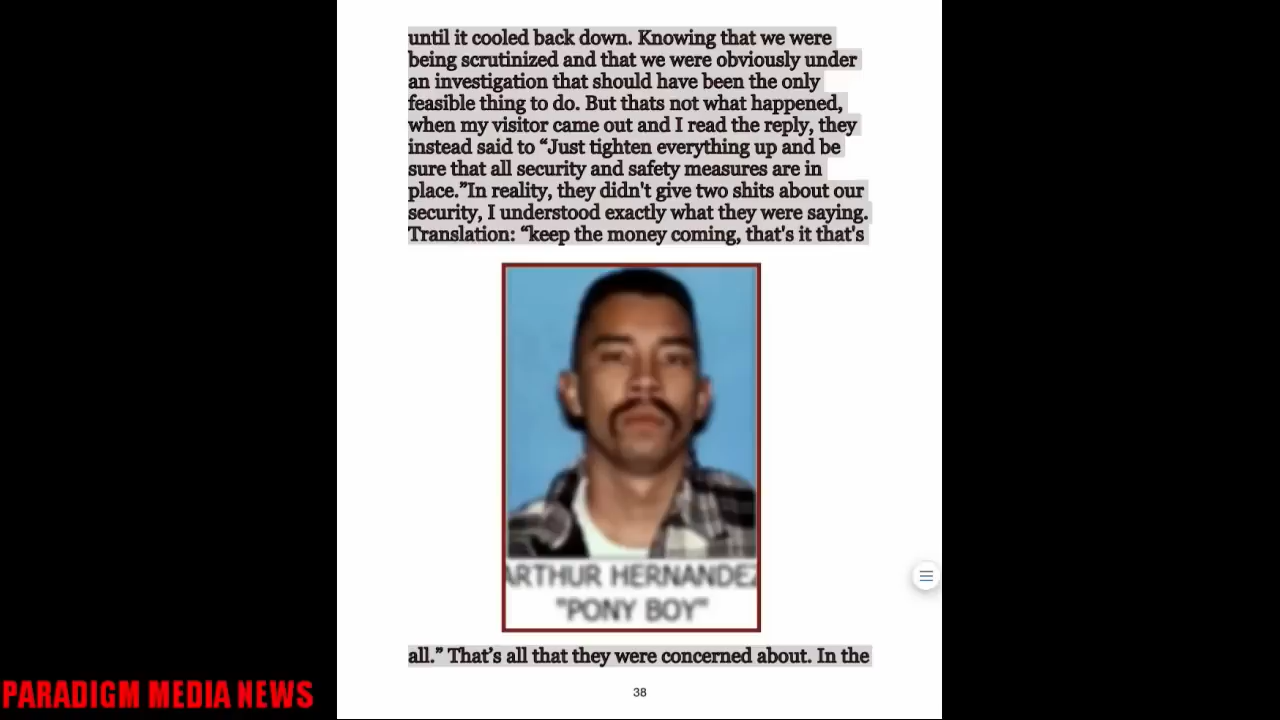 until it cooled back down. Knowing that we were
being scrutinized and that we were obviously under
an investigation that should have been the only
feasible thing to do. But thats not what happened,
when my visitor came out and I read the reply, they
instead said to “Just tighten everything up and be
sure that all security and safety measures are in
place.”In reality, they didn't give two shits about our
security, I understood exactly what they were saying.
Translation: “keep the money coming, that's it that's
ARTHUR HERNANDEZ
"PONY BOY"
all.” That’s all that they were concerned about. In the
38
PARADIGM MEDIA NEWS